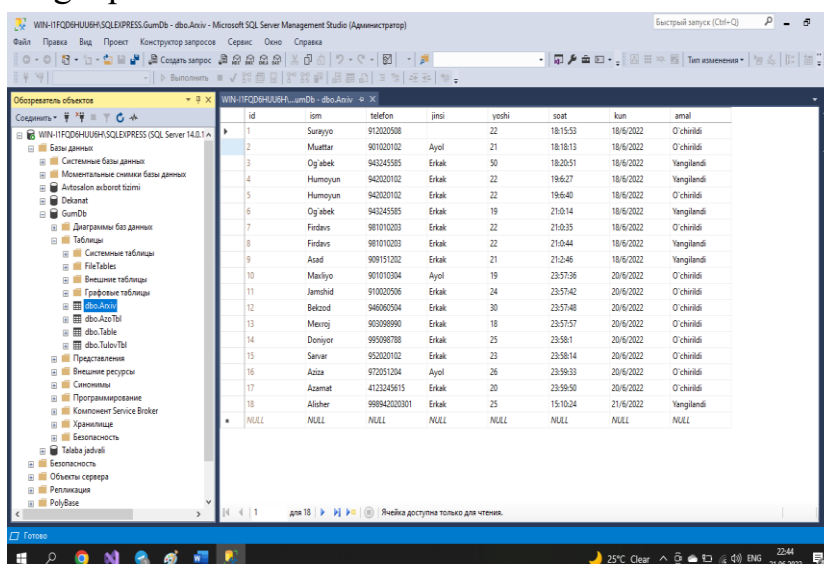 WIN-I1FQD6HUU6H\SQLEXPRESS.GumDb - dbo.Arxiv - Microsoft SQL Server Management Studio (Администратор)
Быстрый запуск (Ctrl+Q)
Файл Правка Вид Проект Конструктор запросов Сервис Окно Справка
Создать запрос
Тип изменения
Выполнить
Обозреватель объектов
WIN-I1FQD6HUU6H\...umDb - dbo.Arxiv
Соединить
WIN-I1FQD6HUU6H\SQLEXPRESS (SQL Server 14.0.1
Базы данных
Системные базы данных
Моментальные снимки базы данных
Avtosalon axborot tizimi
Dekanat
GumDb
Диаграммы баз данных
Таблицы
Системные таблицы
FileTables
Внешние таблицы
Графовые таблицы
dbo.Arxiv
dbo.AzoTbl
dbo.Table
dbo.TulovTbl
Представления
Внешние ресурсы
Синонимы
Программирование
Компонент Service Broker
Хранилище
Безопасность
Talaba jadvali
Безопасность
Объекты сервера
Репликация
PolyBase
id ism telefon jinsi yoshi soat kun amal
1 Surayyo 912020508 22 18:15:53 18/6/2022 O`chirildi
2 Muattar 901020102 Ayol 21 18:18:13 18/6/2022 O`chirildi
3 Og`abek 943245585 Erkak 50 18:20:51 18/6/2022 Yangilandi
4 Humoyun 942020102 Erkak 22 19:6:27 18/6/2022 Yangilandi
5 Humoyun 942020102 Erkak 22 19:6:40 18/6/2022 O`chirildi
6 Og`abek 943245585 Erkak 19 21:0:14 18/6/2022 Yangilandi
7 Firdavs 981010203 Erkak 22 21:0:35 18/6/2022 O`chirildi
8 Firdavs 981010203 Erkak 22 21:0:44 18/6/2022 Yangilandi
9 Asad 909151202 Erkak 21 21:2:46 18/6/2022 Yangilandi
10 Maxliyo 901010304 Ayol 19 23:57:36 20/6/2022 O`chirildi
11 Jamshid 910020506 Erkak 24 23:57:42 20/6/2022 O`chirildi
12 Bekzod 946060504 Erkak 30 23:57:48 20/6/2022 O`chirildi
13 Mexroj 903098990 Erkak 18 23:57:57 20/6/2022 O`chirildi
14 Doniyor 995098788 Erkak 25 23:58:1 20/6/2022 O`chirildi
15 Sarvar 952020102 Erkak 23 23:58:14 20/6/2022 O`chirildi
16 Aziza 972051204 Ayol 26 23:59:33 20/6/2022 O`chirildi
17 Azamat 4123245615 Erkak 20 23:59:50 20/6/2022 O`chirildi
18 Alisher 998942020301 Erkak 25 15:10:24 21/6/2022 Yangilandi
NULL NULL NULL NULL NULL NULL NULL NULL
1 для 18 Ячейка доступна только для чтения.
Готово
25°C Clear ENG 22:44
21.06.2022